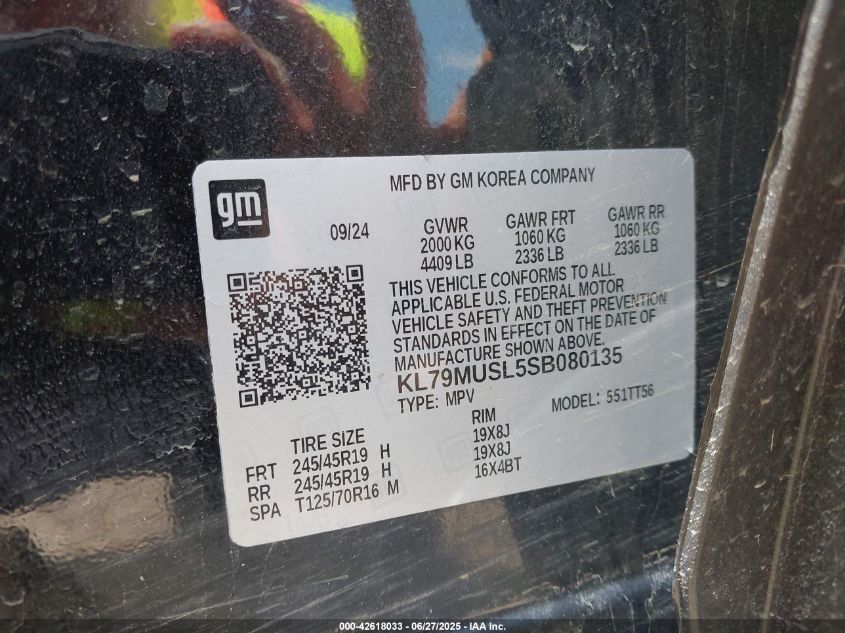 gm
MFD BY GM KOREA COMPANY
09/24
GVWR
2000 KG
4409 LB
GAWR FRT
1060 KG
2336 LB
GAWR RR
1060 KG
2336 LB
THIS VEHICLE CONFORMS TO ALL
APPLICABLE U.S. FEDERAL MOTOR
VEHICLE SAFETY AND THEFT PREVENTION
STANDARDS IN EFFECT ON THE DATE OF
MANUFACTURE SHOWN ABOVE.
KL79MUSL5SB080135
TYPE: MPV MODEL: 551TT56
TIRE SIZE RIM
FRT 245/45R19 H 19X8J
RR 245/45R19 H 19X8J
SPA T125/70R16 M 16X4BT
000-42618033 — 06/27/2025 — IAA Inc.